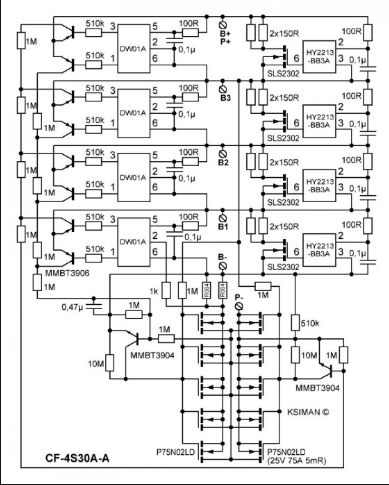 510k 3 5 100R B+ P+ 2x150R 100R
1M DW01A 2 0,1µ HY2213 -BB3A 2 6 3 0,1µ
510k 1 6 SLS2302
B3
510k 3 5 100R 2x150R 100R
1M DW01A 2 0,1µ HY2213 -BB3A 2 6 3 0,1µ
510k 1 6 SLS2302
1M
B2
510k 3 5 100R 2x150R 100R
1M DW01A 2 0,1µ HY2213 -BB3A 2 6 3 0,1µ
510k 1 6 SLS2302
1M
B1
510k 3 5 100R 2x150R 100R
1M DW01A 2 0,1µ HY2213 -BB3A 2 6 3 0,1µ
510k 1 6 SLS2302
MMBT3906
B-
1M 1k 1M R004 R004 P- 1M
0,47µ
1M 1M 510k
10M MMBT3904 10M 1M
MMBT3904
KSIMAN ©
P75N02LD P75N02LD
CF-4S30A-A (25V 75A 5mR)